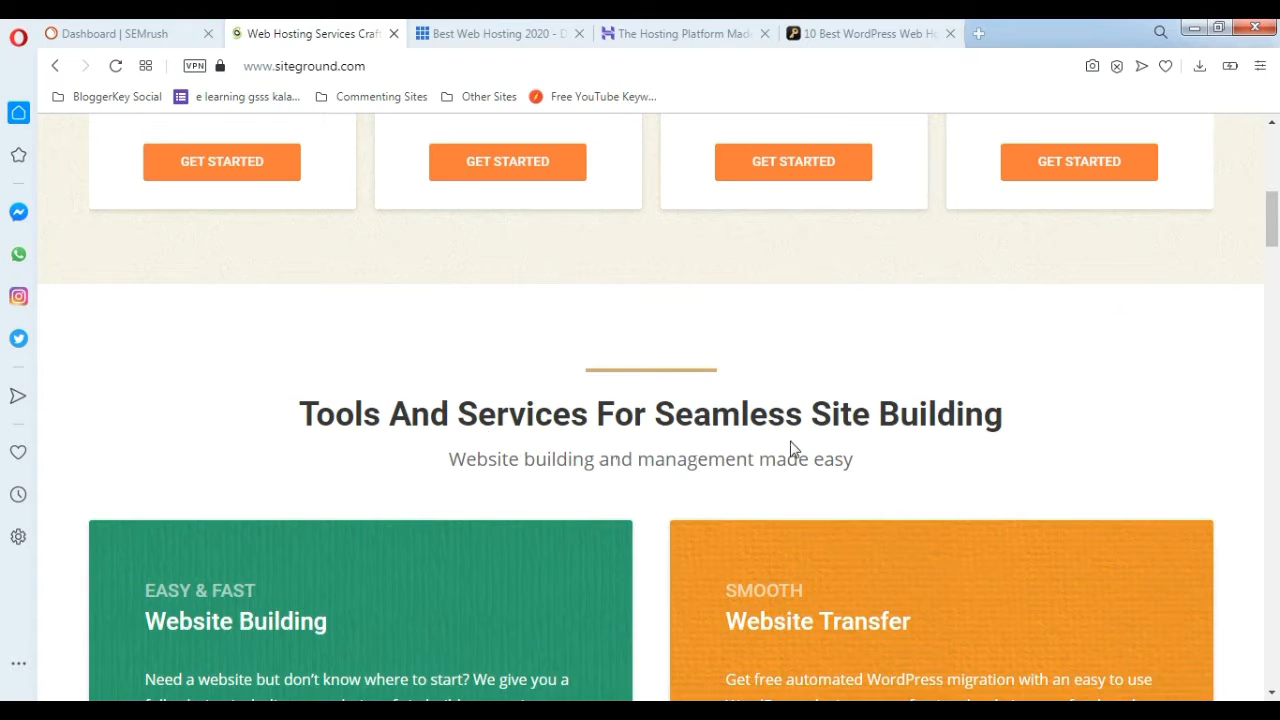 Dashboard | SEMrush
Web Hosting Services Craf
Best Web Hosting 2020 - D
The Hosting Platform Made
10 Best WordPress Web Ho
VPN
www.siteground.com
BloggerKey Social
e learning gsss kala...
Commenting Sites
Other Sites
Free YouTube Keyw...
GET STARTED
GET STARTED
GET STARTED
GET STARTED
Tools And Services For Seamless Site Building
Website building and management made easy
EASY & FAST
Website Building
Need a website but don't know where to start? We give you a
SMOOTH
Website Transfer
Get free automated WordPress migration with an easy to use